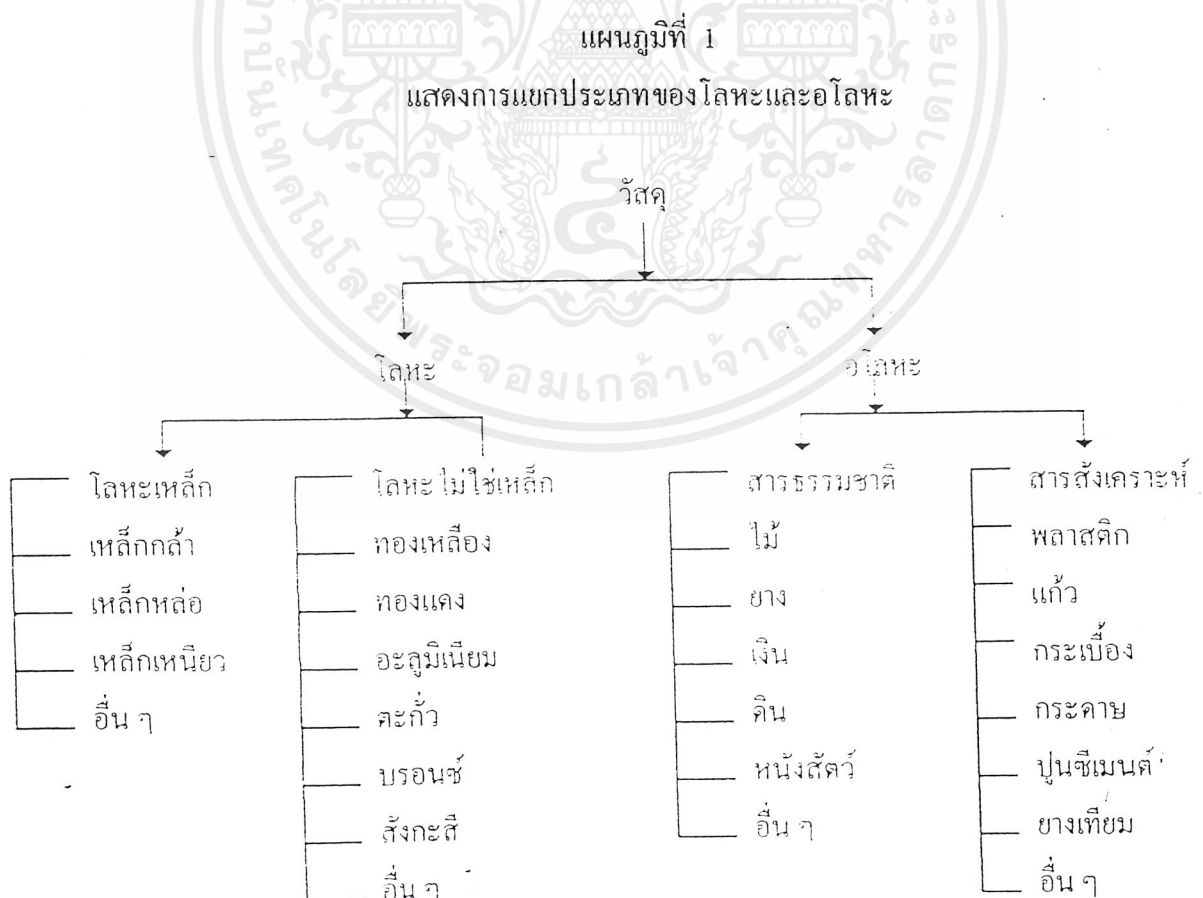 แผนภูมิที่ 1
แสดงการแยกประเภทของโลหะและอโลหะ
วัสดุ
โลหะ
อโลหะ
โลหะเหล็ก
เหล็กกล้า
เหล็กหล่อ
เหล็กเหนียว
อื่น ๆ
โลหะไม่ใช่เหล็ก
ทองเหลือง
ทองแดง
อะลูมิเนียม
ตะกั่ว
บรอนซ์
สังกะสี
อื่น ๆ
สารธรรมชาติ
ไม้
ยาง
เงิน
ดิน
หนังสัตว์
อื่น ๆ
สารสังเคราะห์
พลาสติก
แก้ว
กระเบื้อง
กระดาษ
ปูนซีเมนต์
ยางเทียม
อื่น ๆ